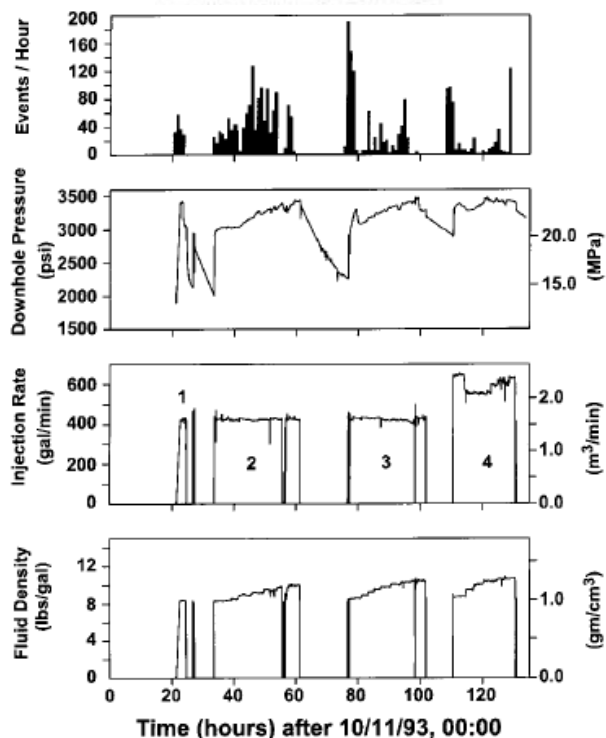 Events / Hour
200
160
120
80
40
0
Downhole Pressure
(psi)
3500
3000
2500
2000
1500
20.0
15.0
(MPa)
Injection Rate
(gal/min)
600
400
200
0
1
2
3
4
2.0
1.0
0.0
(m³/min)
Fluid Density
(lbs/gal)
12
8
4
0
1.0
0.0
(gm/cm³)
0 20 40 60 80 100 120
Time (hours) after 10/11/93, 00:00